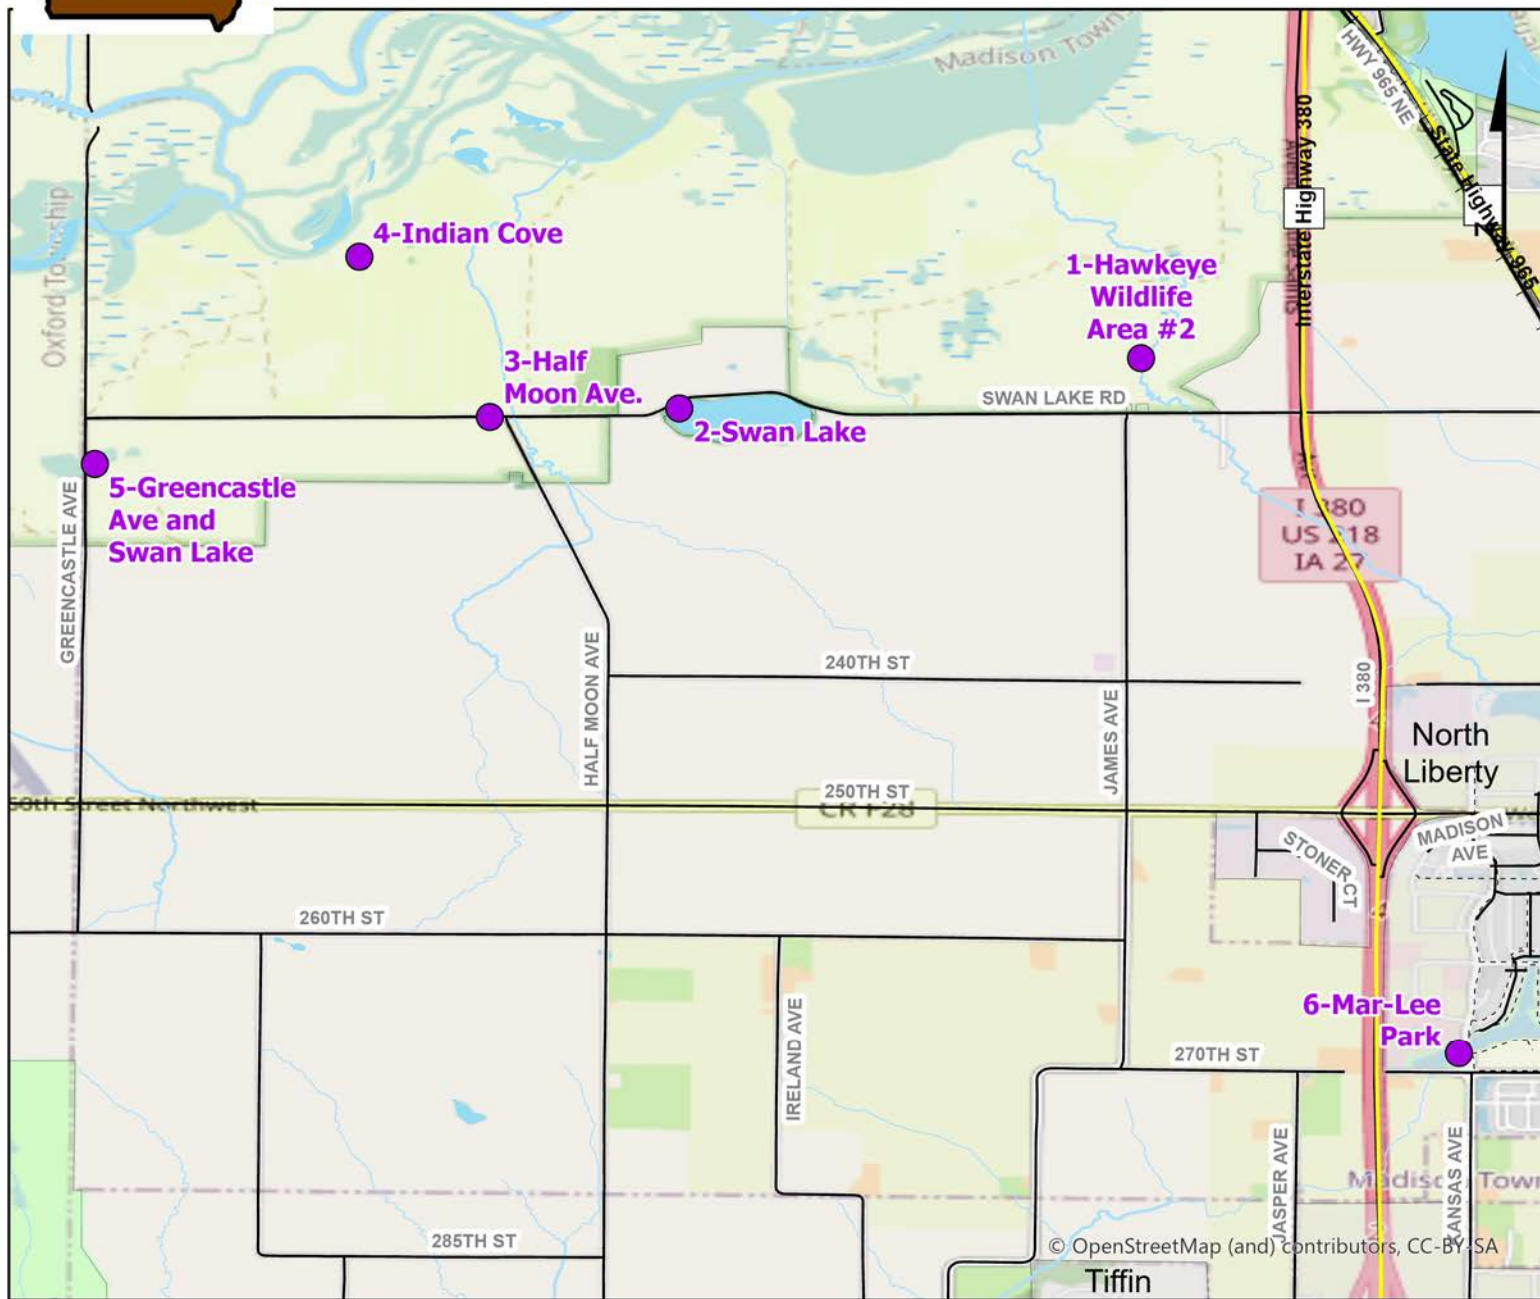 Madison Town
HWY 965 NE
State Highway 965
Interstate Highway 380
Oxford Township
4-Indian Cove
1-Hawkeye
Wildlife
Area #2
3-Half
Moon Ave.
SWAN LAKE RD
2-Swan Lake
5-Greencastle
Ave and
Swan Lake
GREENCASTLE AVE
I 380
US 218
IA 27
240TH ST
HALF MOON AVE
JAMES AVE
I 380
North
Liberty
50th Street Northwest
250TH ST
CR F28
MADISON
AVE
STONER CT
260TH ST
6-Mar-Lee
Park
270TH ST
IRELAND AVE
JASPER AVE
KANSAS AVE
Madison Town
285TH ST
© OpenStreetMap (and) contributors, CC-BY-SA
Tiffin